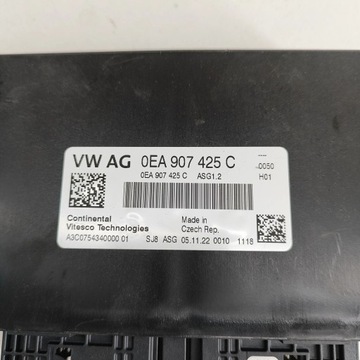 VW AG 0EA 907 425 C
----
0EA 907 425 C ASG1.2
D050
H01
Continental
Vitesco Technologies
Made in
Czech Rep.
A3C0754340000 01 SJ8 ASG 05.11.22 0010 1118